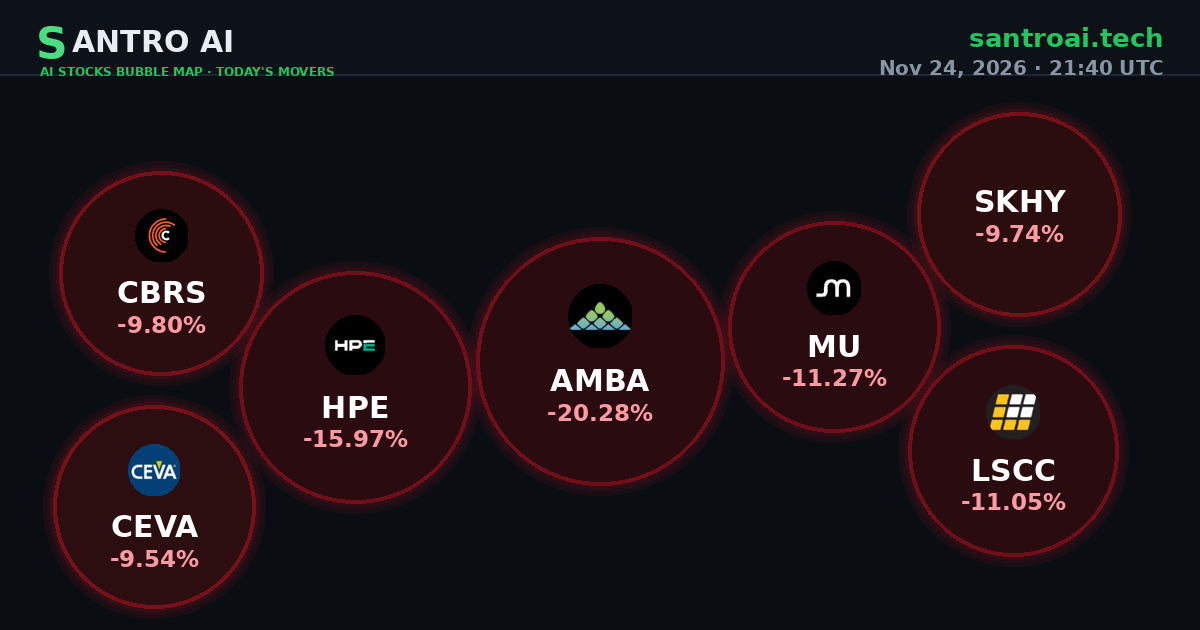 SANTRO AI
AI STOCKS BUBBLE MAP · TODAY'S MOVERS
santroai.tech
Nov 24, 2026 · 21:40 UTC
C
CBRS
-9.80%
CEVA
CEVA
-9.54%
HPE
HPE
-15.97%
AMBA
-20.28%
MU
-11.27%
SKHY
-9.74%
LSCC
-11.05%